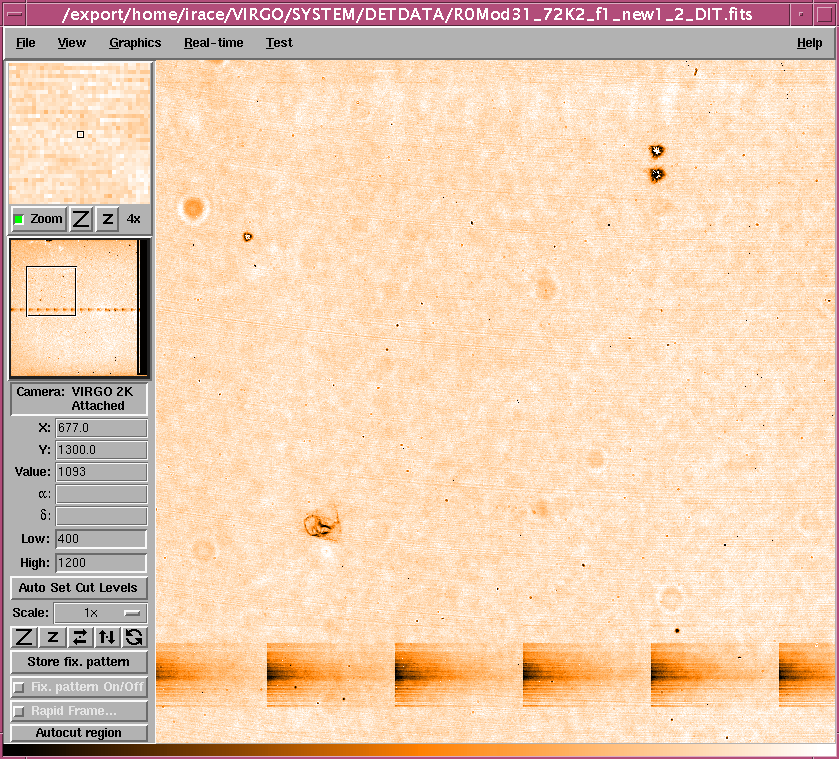 /export/home/irace/VIRGO/SYSTEM/DETDATA/R0Mod31_72K2_f1_new1_2_DIT.fits
File View Graphics Real-time Test Help
Zoom Z z 4x
Camera: VIRGO 2K
Attached
X: 677.0
Y: 1300.0
Value: 1093
α:
δ:
Low: 400
High: 1200
Auto Set Cut Levels
Scale: 1x
Z z
Store fix. pattern
Fix. pattern On/Off
Rapid Frame...
Autocut region